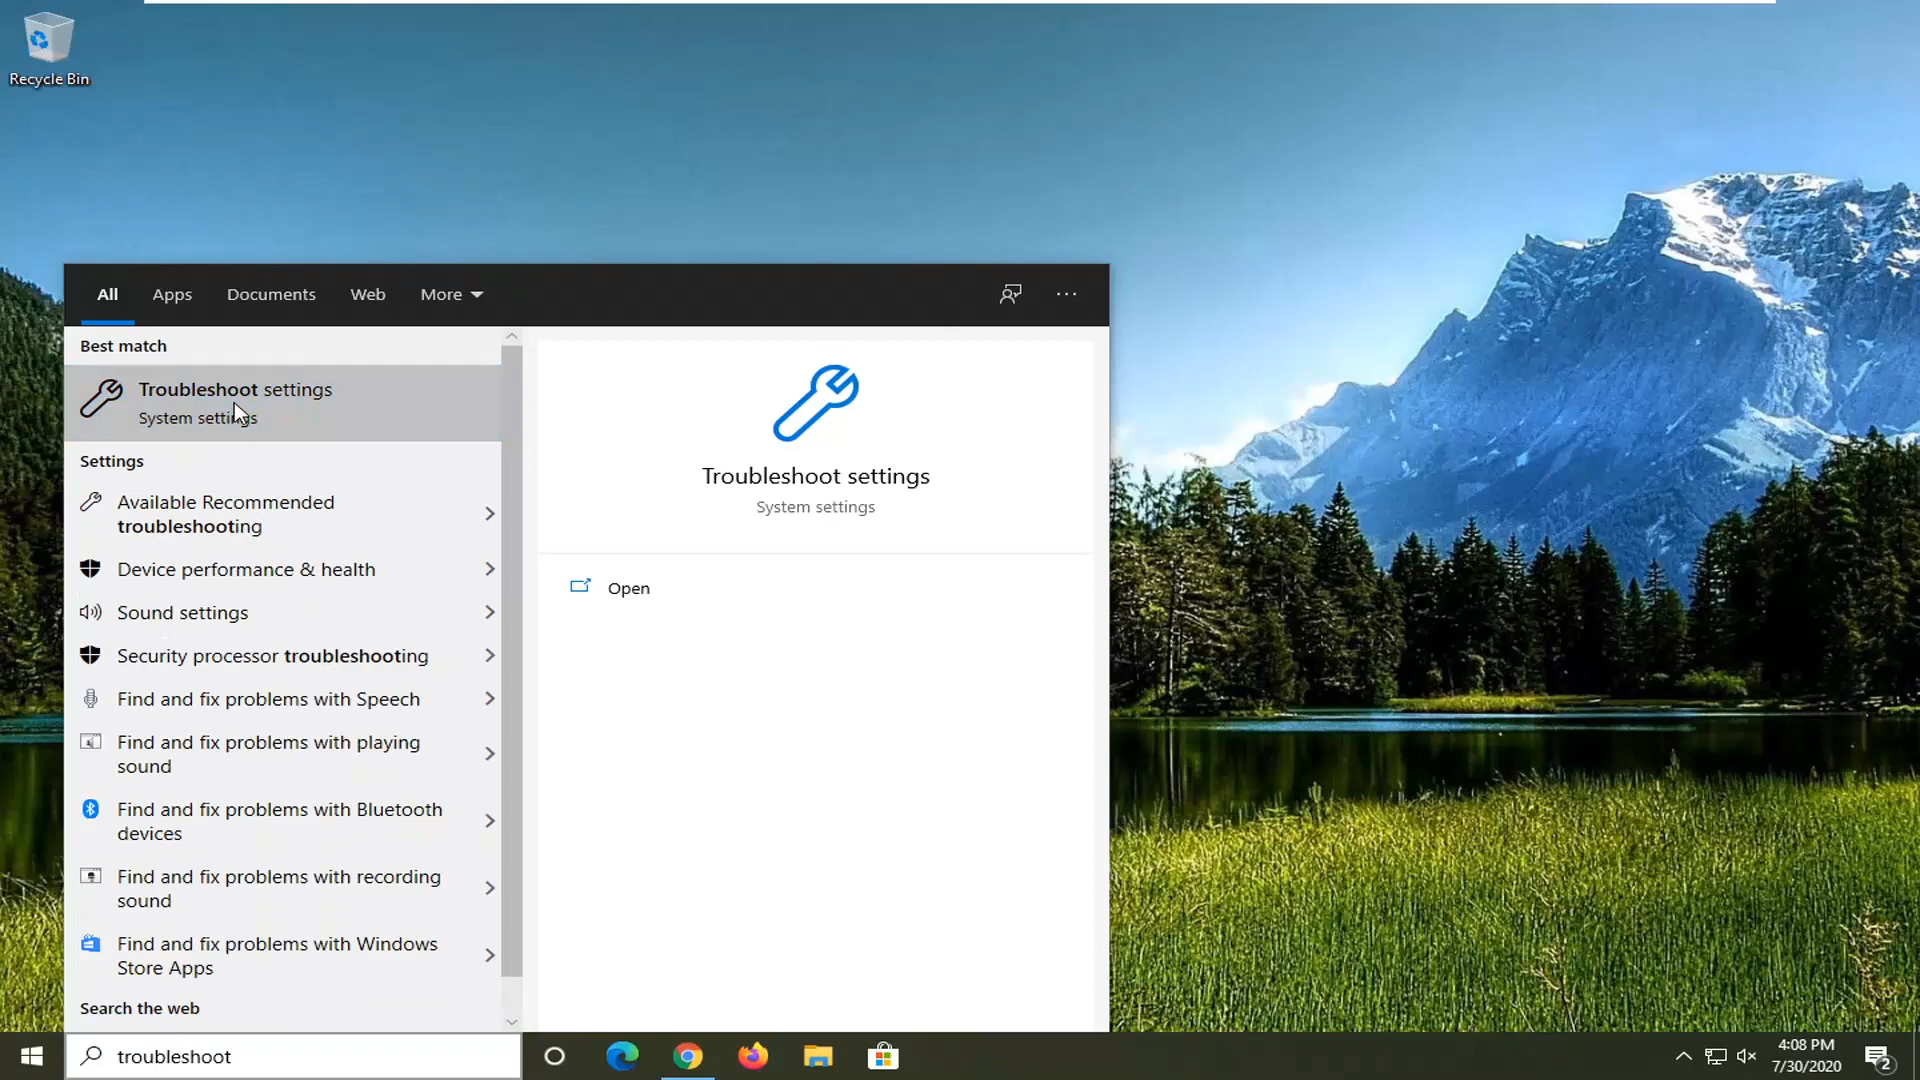 Recycle Bin
All Apps Documents Web More
Best match
Troubleshoot settings
System settings
Settings
Available Recommended
troubleshooting
Device performance & health
Sound settings
Security processor troubleshooting
Find and fix problems with Speech
Find and fix problems with playing
sound
Find and fix problems with Bluetooth
devices
Find and fix problems with recording
sound
Find and fix problems with Windows
Store Apps
Search the web
Troubleshoot settings
System settings
Open
troubleshoot
4:08 PM
7/30/2020
2